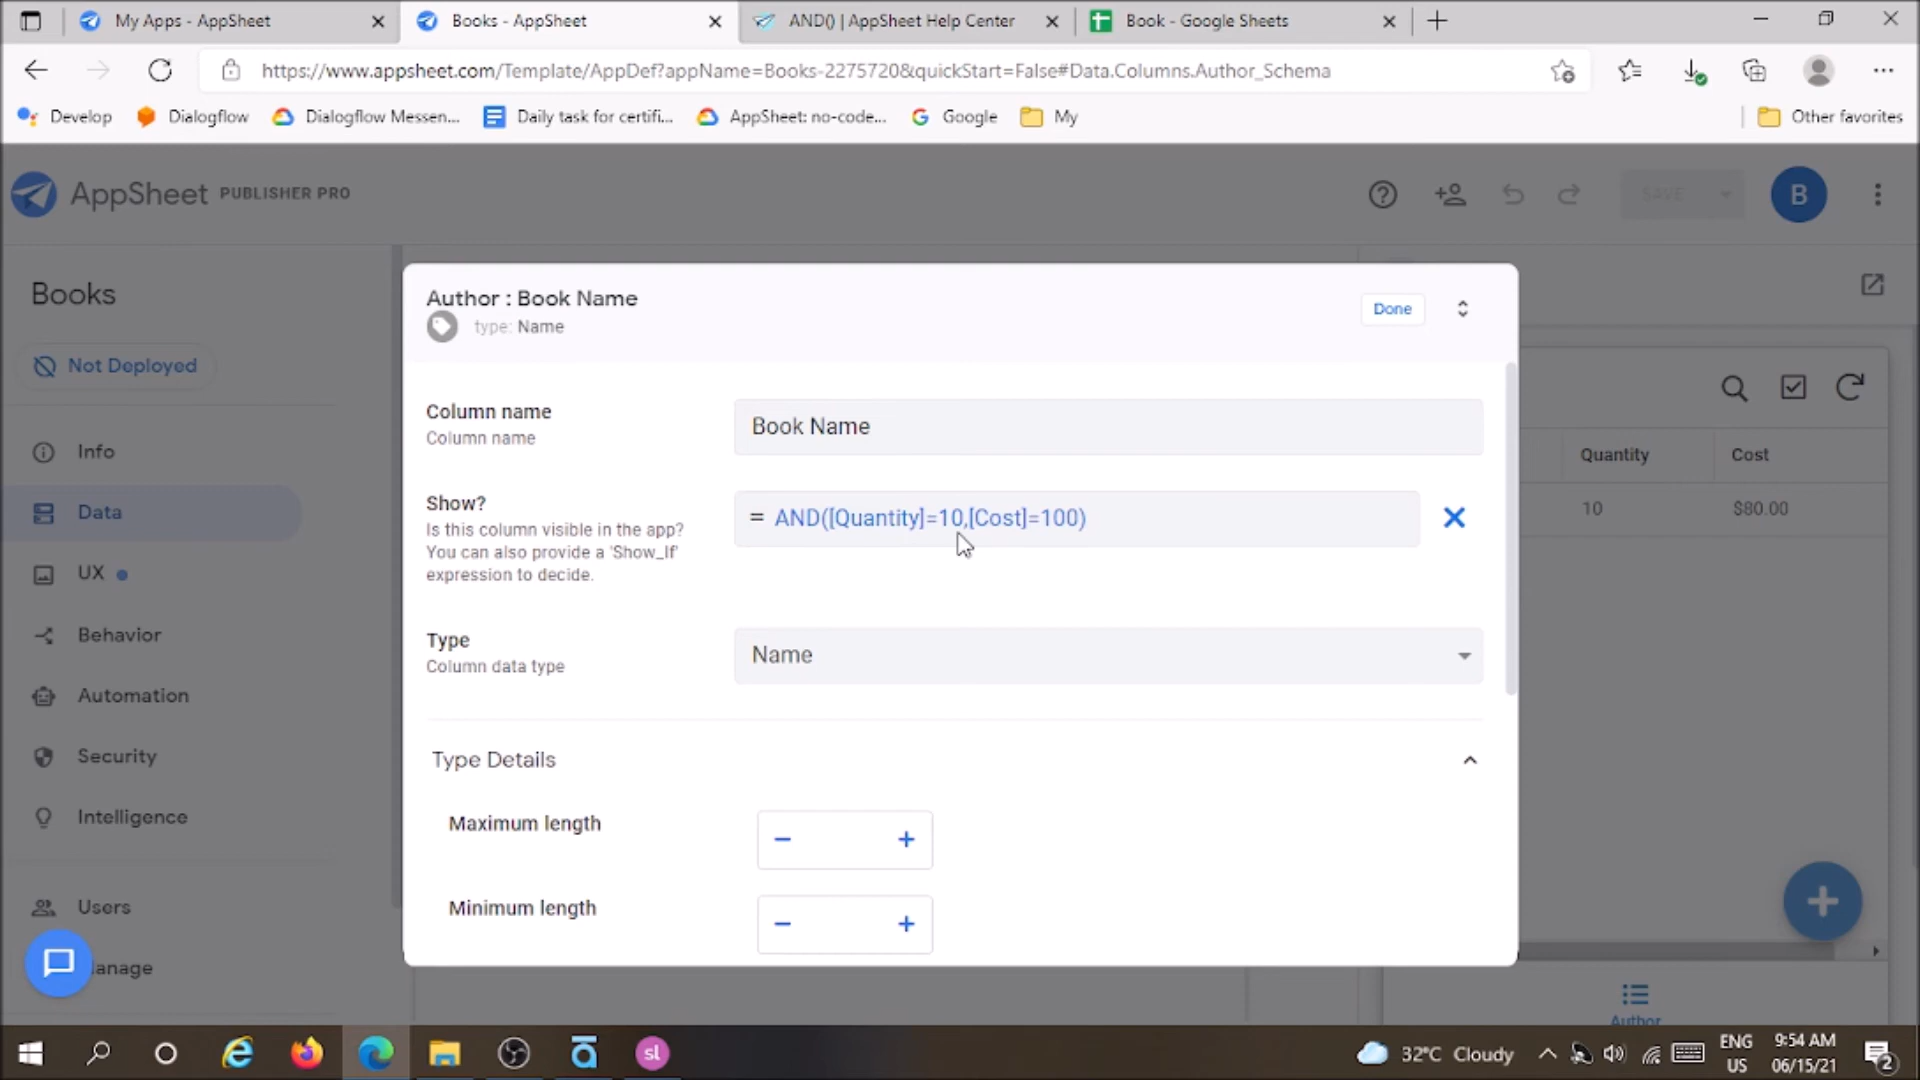 My Apps - AppSheet
Books - AppSheet
AND() | AppSheet Help Center
Book - Google Sheets
https://www.appsheet.com/Template/AppDef?appName=Books-2275720&quickStart=False#Data.Columns.Author_Schema
Develop
Dialogflow
Dialogflow Messen...
Daily task for certifi...
AppSheet: no-code...
Google
My
Other favorites
AppSheet PUBLISHER PRO
SAVE
B
Books
Not Deployed
Info
Data
UX
Behavior
Automation
Security
Intelligence
Users
anage
Author : Book Name
type: Name
Done
Column name
Column name
Book Name
Show?
Is this column visible in the app?
You can also provide a 'Show_If'
expression to decide.
= AND([Quantity]=10,[Cost]=100)
Type
Column data type
Name
Type Details
Maximum length
Minimum length
Quantity
Cost
10
$80.00
Author
sl
32°C Cloudy
ENG
US
9:54 AM
06/15/21
2